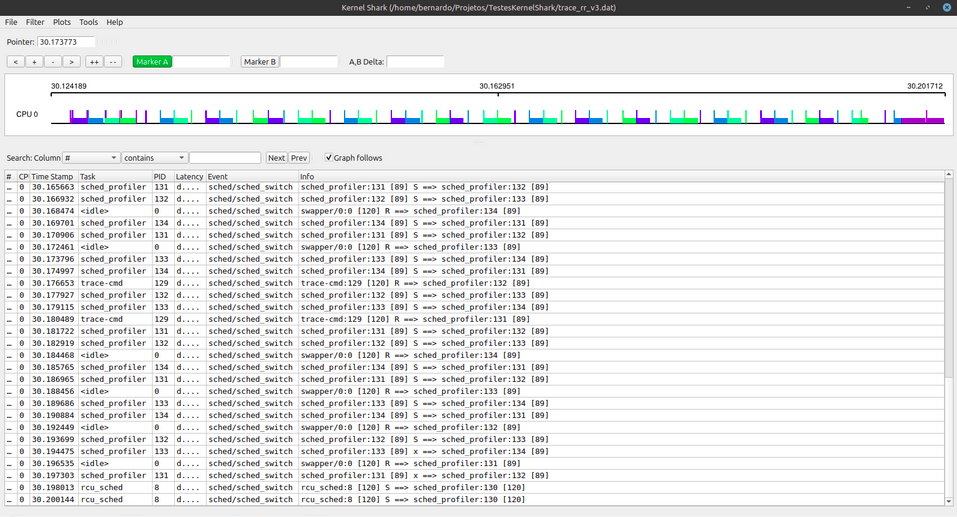 Kernel Shark (/home/bernardo/Projetos/TestesKernelShark/trace_rr_v3.dat)
File Filter Plots Tools Help
Pointer: 30.173773
< + - > ++ -- Marker A Marker B A,B Delta:
30.124189 30.162951 30.201712
CPU 0
Search: Column # contains Next Prev Graph follows
# CP Time Stamp Task PID Latency Event Info
... 0 30.165663 sched_profiler 131 d.... sched/sched_switch sched_profiler:131 [89] S ==> sched_profiler:132 [89]
... 0 30.166932 sched_profiler 132 d.... sched/sched_switch sched_profiler:132 [89] S ==> sched_profiler:133 [89]
... 0 30.168474 <idle> 0 d.... sched/sched_switch swapper/0:0 [120] R ==> sched_profiler:134 [89]
... 0 30.169701 sched_profiler 134 d.... sched/sched_switch sched_profiler:134 [89] S ==> sched_profiler:131 [89]
... 0 30.170906 sched_profiler 131 d.... sched/sched_switch sched_profiler:131 [89] S ==> sched_profiler:132 [89]
... 0 30.172461 <idle> 0 d.... sched/sched_switch swapper/0:0 [120] R ==> sched_profiler:133 [89]
... 0 30.173796 sched_profiler 133 d.... sched/sched_switch sched_profiler:133 [89] S ==> sched_profiler:134 [89]
... 0 30.174997 sched_profiler 134 d.... sched/sched_switch sched_profiler:134 [89] S ==> sched_profiler:131 [89]
... 0 30.176653 trace-cmd 129 d.... sched/sched_switch trace-cmd:129 [120] R ==> sched_profiler:132 [89]
... 0 30.177927 sched_profiler 132 d.... sched/sched_switch sched_profiler:132 [89] S ==> sched_profiler:133 [89]
... 0 30.179115 sched_profiler 133 d.... sched/sched_switch sched_profiler:133 [89] S ==> sched_profiler:134 [89]
... 0 30.180489 trace-cmd 129 d.... sched/sched_switch trace-cmd:129 [120] R ==> sched_profiler:131 [89]
... 0 30.181722 sched_profiler 131 d.... sched/sched_switch sched_profiler:131 [89] S ==> sched_profiler:132 [89]
... 0 30.182919 sched_profiler 132 d.... sched/sched_switch sched_profiler:132 [89] S ==> sched_profiler:133 [89]
... 0 30.184468 <idle> 0 d.... sched/sched_switch swapper/0:0 [120] R ==> sched_profiler:134 [89]
... 0 30.185765 sched_profiler 134 d.... sched/sched_switch sched_profiler:134 [89] S ==> sched_profiler:131 [89]
... 0 30.186965 sched_profiler 131 d.... sched/sched_switch sched_profiler:131 [89] S ==> sched_profiler:132 [89]
... 0 30.188456 <idle> 0 d.... sched/sched_switch swapper/0:0 [120] R ==> sched_profiler:133 [89]
... 0 30.189686 sched_profiler 133 d.... sched/sched_switch sched_profiler:133 [89] S ==> sched_profiler:134 [89]
... 0 30.190884 sched_profiler 134 d.... sched/sched_switch sched_profiler:134 [89] S ==> sched_profiler:131 [89]
... 0 30.192449 <idle> 0 d.... sched/sched_switch swapper/0:0 [120] R ==> sched_profiler:132 [89]
... 0 30.193699 sched_profiler 132 d.... sched/sched_switch sched_profiler:132 [89] S ==> sched_profiler:133 [89]
... 0 30.194475 sched_profiler 133 d.... sched/sched_switch sched_profiler:133 [89] x ==> sched_profiler:134 [89]
... 0 30.196535 <idle> 0 d.... sched/sched_switch swapper/0:0 [120] R ==> sched_profiler:131 [89]
... 0 30.197303 sched_profiler 131 d.... sched/sched_switch sched_profiler:131 [89] x ==> sched_profiler:132 [89]
... 0 30.198013 rcu_sched 8 d.... sched/sched_switch rcu_sched:8 [120] S ==> sched_profiler:130 [120]
... 0 30.200144 rcu_sched 8 d.... sched/sched_switch rcu_sched:8 [120] S ==> sched_profiler:130 [120]